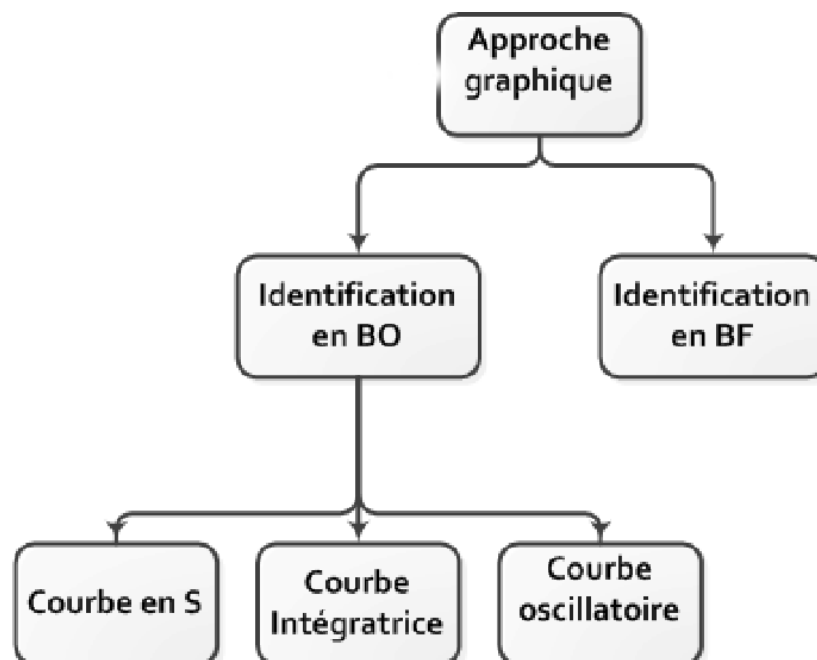 Approche
graphique
Identification
en BO
Identification
en BF
Courbe en S
Courbe
Intégratrice
Courbe
oscillatoire